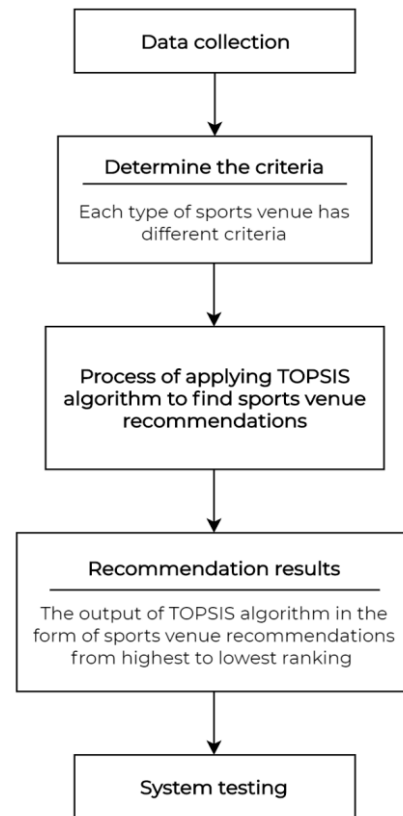 Data collection
Determine the criteria
Each type of sports venue has
different criteria
Process of applying TOPSIS
algorithm to find sports venue
recommendations
Recommendation results
The output of TOPSIS algorithm in the
form of sports venue recommendations
from highest to lowest ranking
System testing